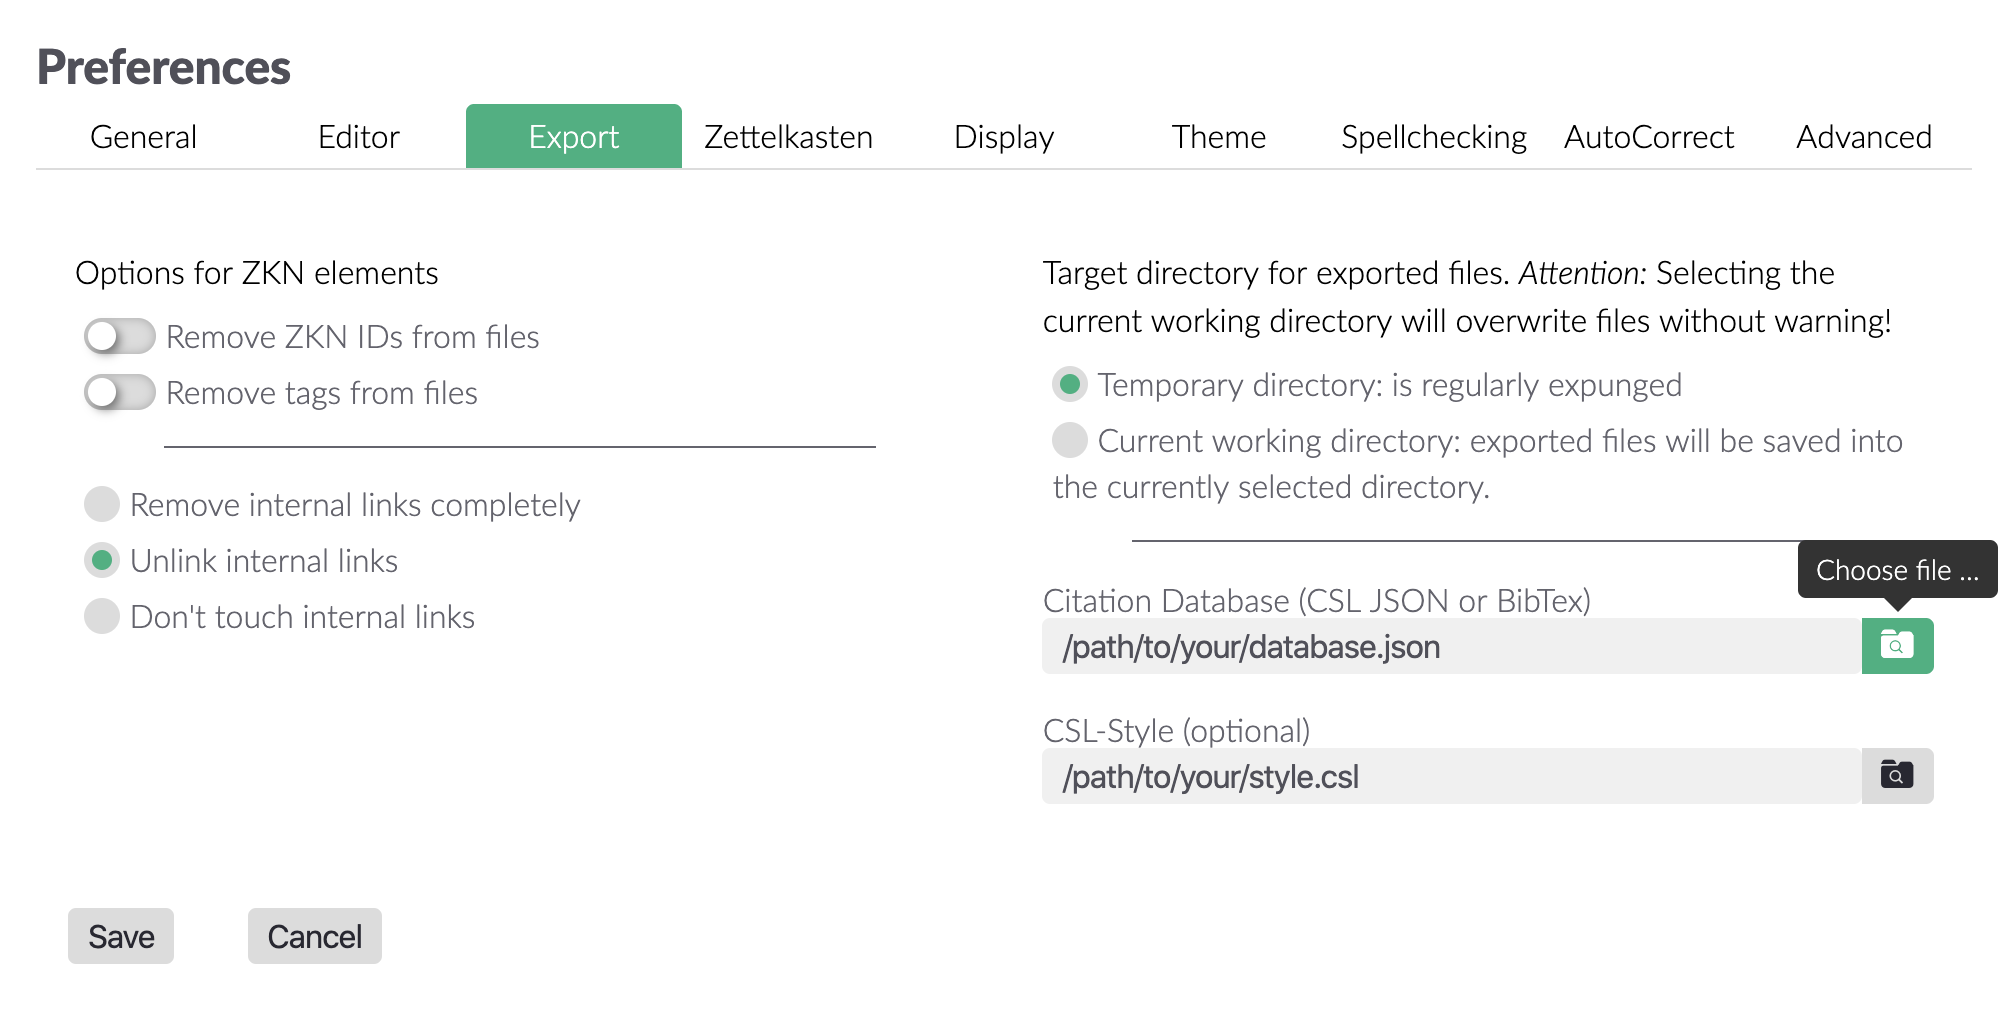 Preferences
General Editor Export Zettelkasten Display Theme Spellchecking AutoCorrect Advanced
Options for ZKN elements
Remove ZKN IDs from files
Remove tags from files
Remove internal links completely
Unlink internal links
Don't touch internal links
Target directory for exported files. Attention: Selecting the
current working directory will overwrite files without warning!
Temporary directory: is regularly expunged
Current working directory: exported files will be saved into
the currently selected directory.
Choose file ...
Citation Database (CSL JSON or BibTex)
/path/to/your/database.json
CSL-Style (optional)
/path/to/your/style.csl
Save Cancel